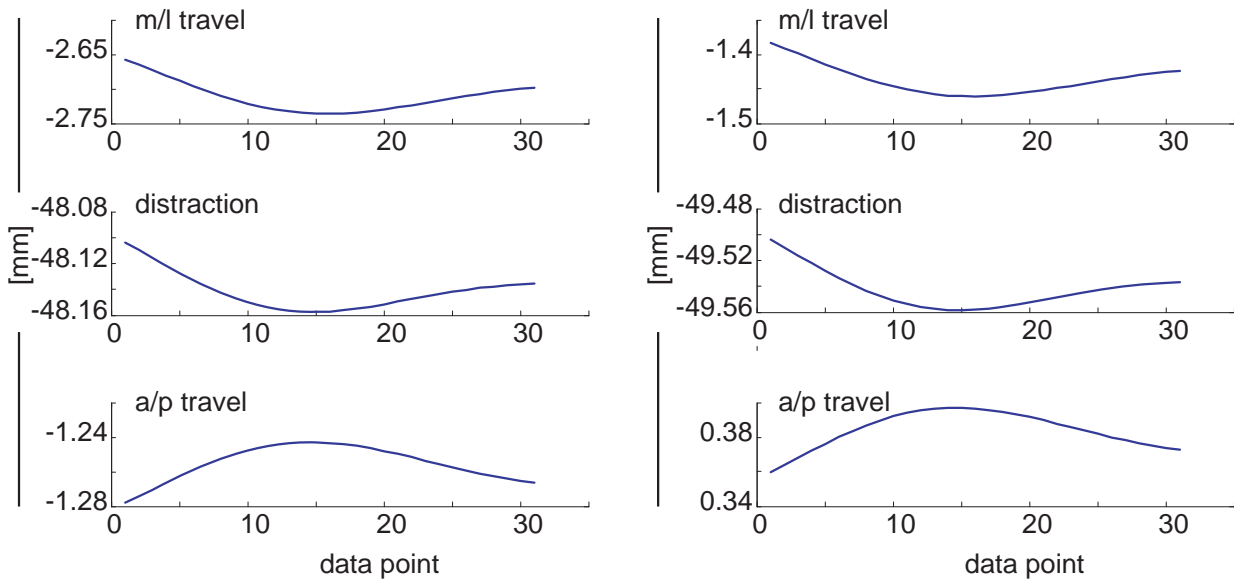 m/l travel
-2.65
-2.75
0 10 20 30
distraction
-48.08
-48.12
-48.16
0 10 20 30
[mm]
a/p travel
-1.24
-1.28
0 10 20 30
data point
m/l travel
-1.4
-1.5
0 10 20 30
distraction
-49.48
-49.52
-49.56
0 10 20 30
[mm]
a/p travel
0.38
0.34
0 10 20 30
data point